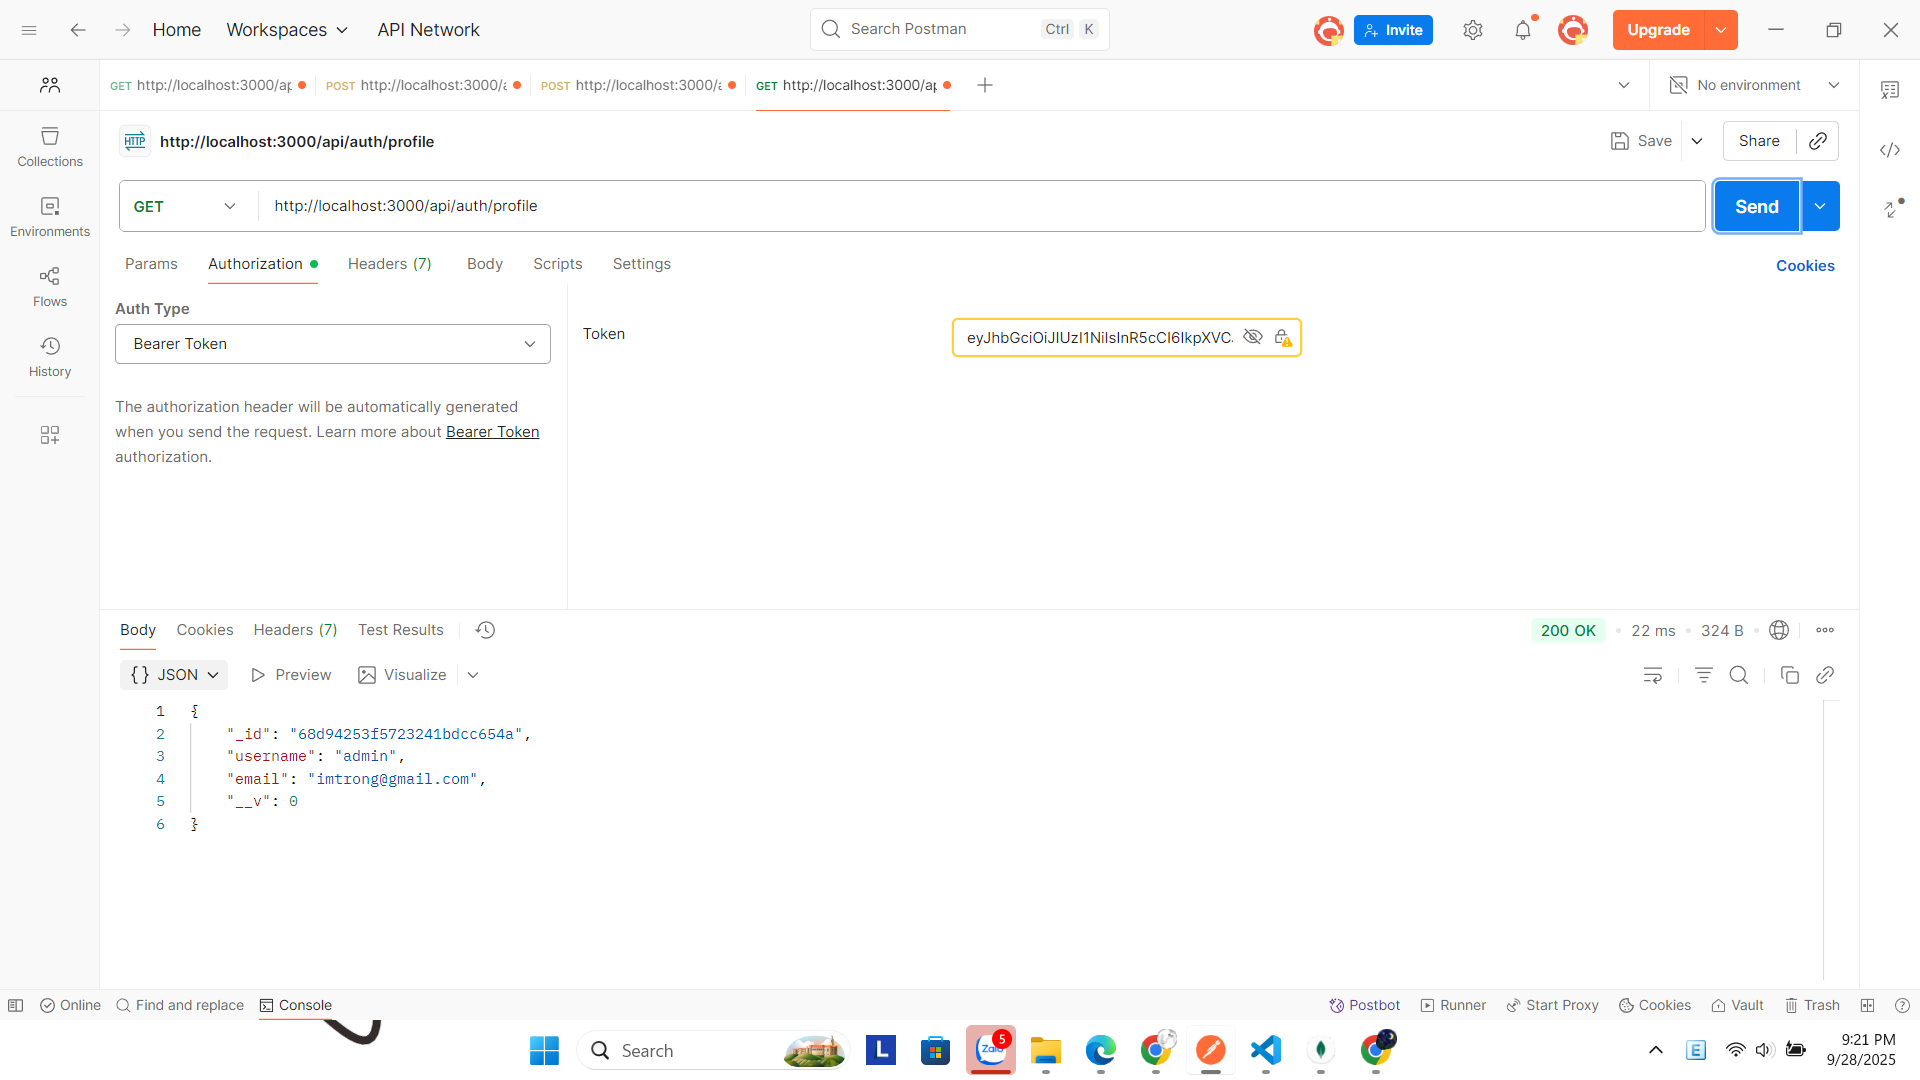 Home Workspaces API Network Search Postman Ctrl K Invite Upgrade
GET http://localhost:3000/ap POST http://localhost:3000/a POST http://localhost:3000/a GET http://localhost:3000/ap No environment
HTTP http://localhost:3000/api/auth/profile Save Share
GET http://localhost:3000/api/auth/profile Send
Collections
Environments
Flows
History
Params Authorization Headers (7) Body Scripts Settings Cookies
Auth Type
Bearer Token
Token eyJhbGciOiJIUzI1NiIsInR5cCI6IkpXVC.
The authorization header will be automatically generated
when you send the request. Learn more about Bearer Token
authorization.
Body Cookies Headers (7) Test Results 200 OK 22 ms 324 B
{} JSON Preview Visualize
1 {
2 "_id": "68d94253f5723241bdcc654a",
3 "username": "admin",
4 "email": "imtrong@gmail.com",
5 "__v": 0
6 }
Online Find and replace Console Postbot Runner Start Proxy Cookies Vault Trash
Search L Zalo 5 E 9:21 PM
9/28/2025